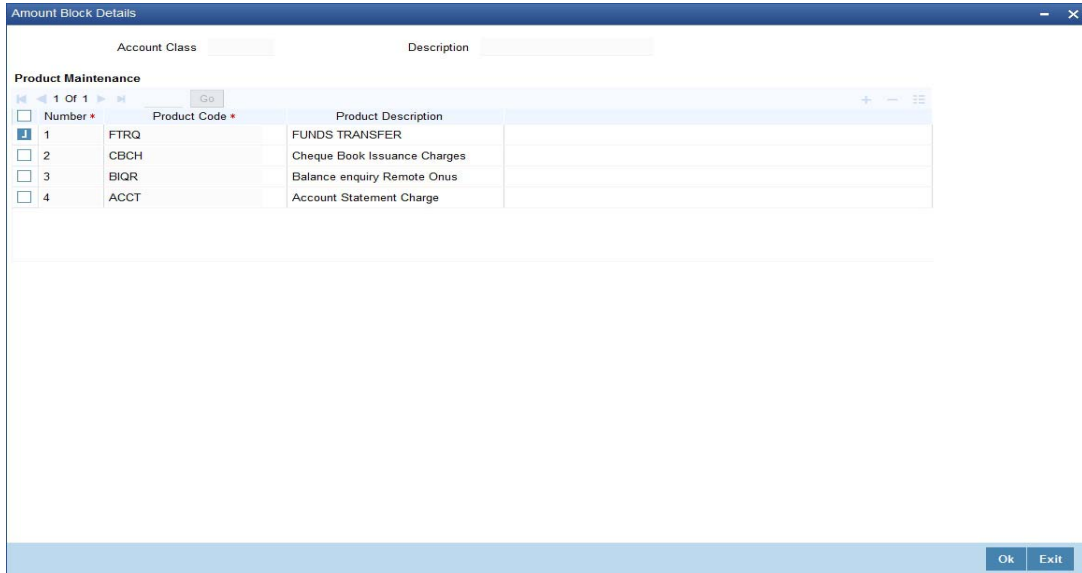 Amount Block Details
Account Class Description
Product Maintenance
1 Of 1 Go
Number * Product Code * Product Description
1 FTRQ FUNDS TRANSFER
2 CBCH Cheque Book Issuance Charges
3 BIQR Balance enquiry Remote Onus
4 ACCT Account Statement Charge
Ok Exit